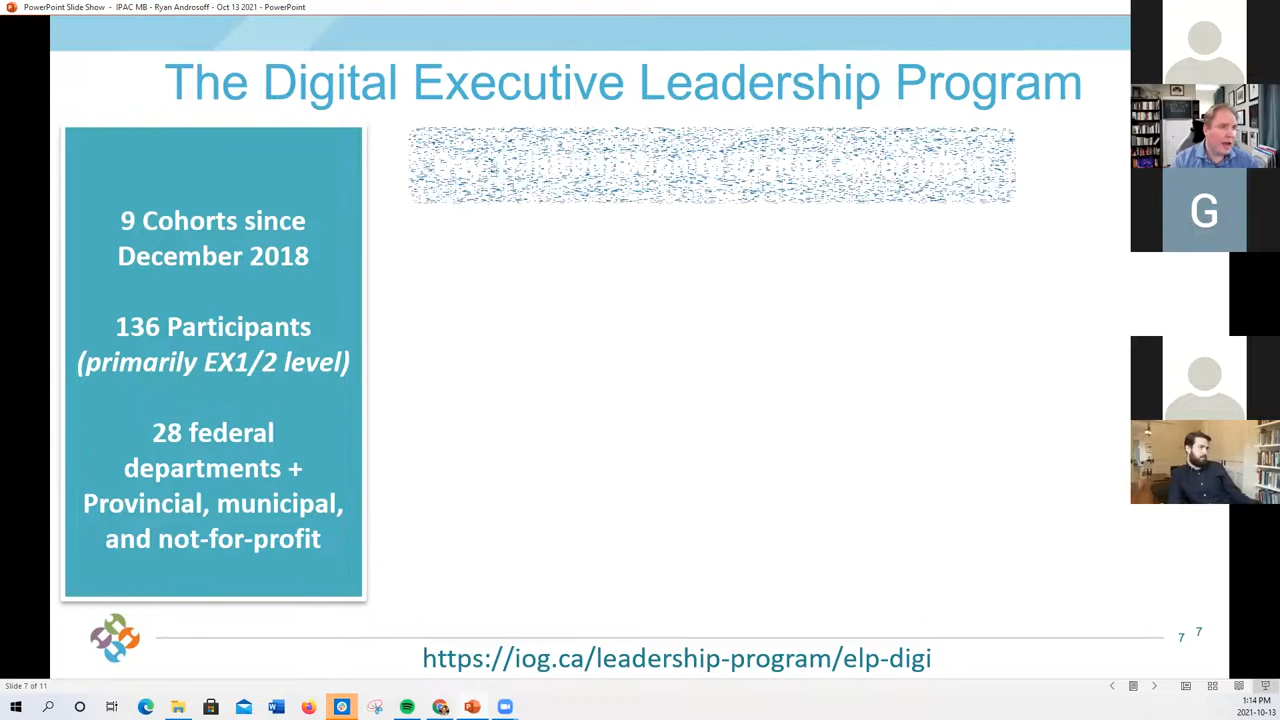 PowerPoint Slide Show - IPAC MB - Ryan Androsoff - Oct 13 2021 - PowerPoint
The Digital Executive Leadership Program
9 Cohorts since
December 2018
136 Participants
(primarily EX1/2 level)
28 federal
departments +
Provincial, municipal,
and not-for-profit
G
7 7
https://iog.ca/leadership-program/elp-digi
Slide 7 of 11
1:14 PM
2021-10-13